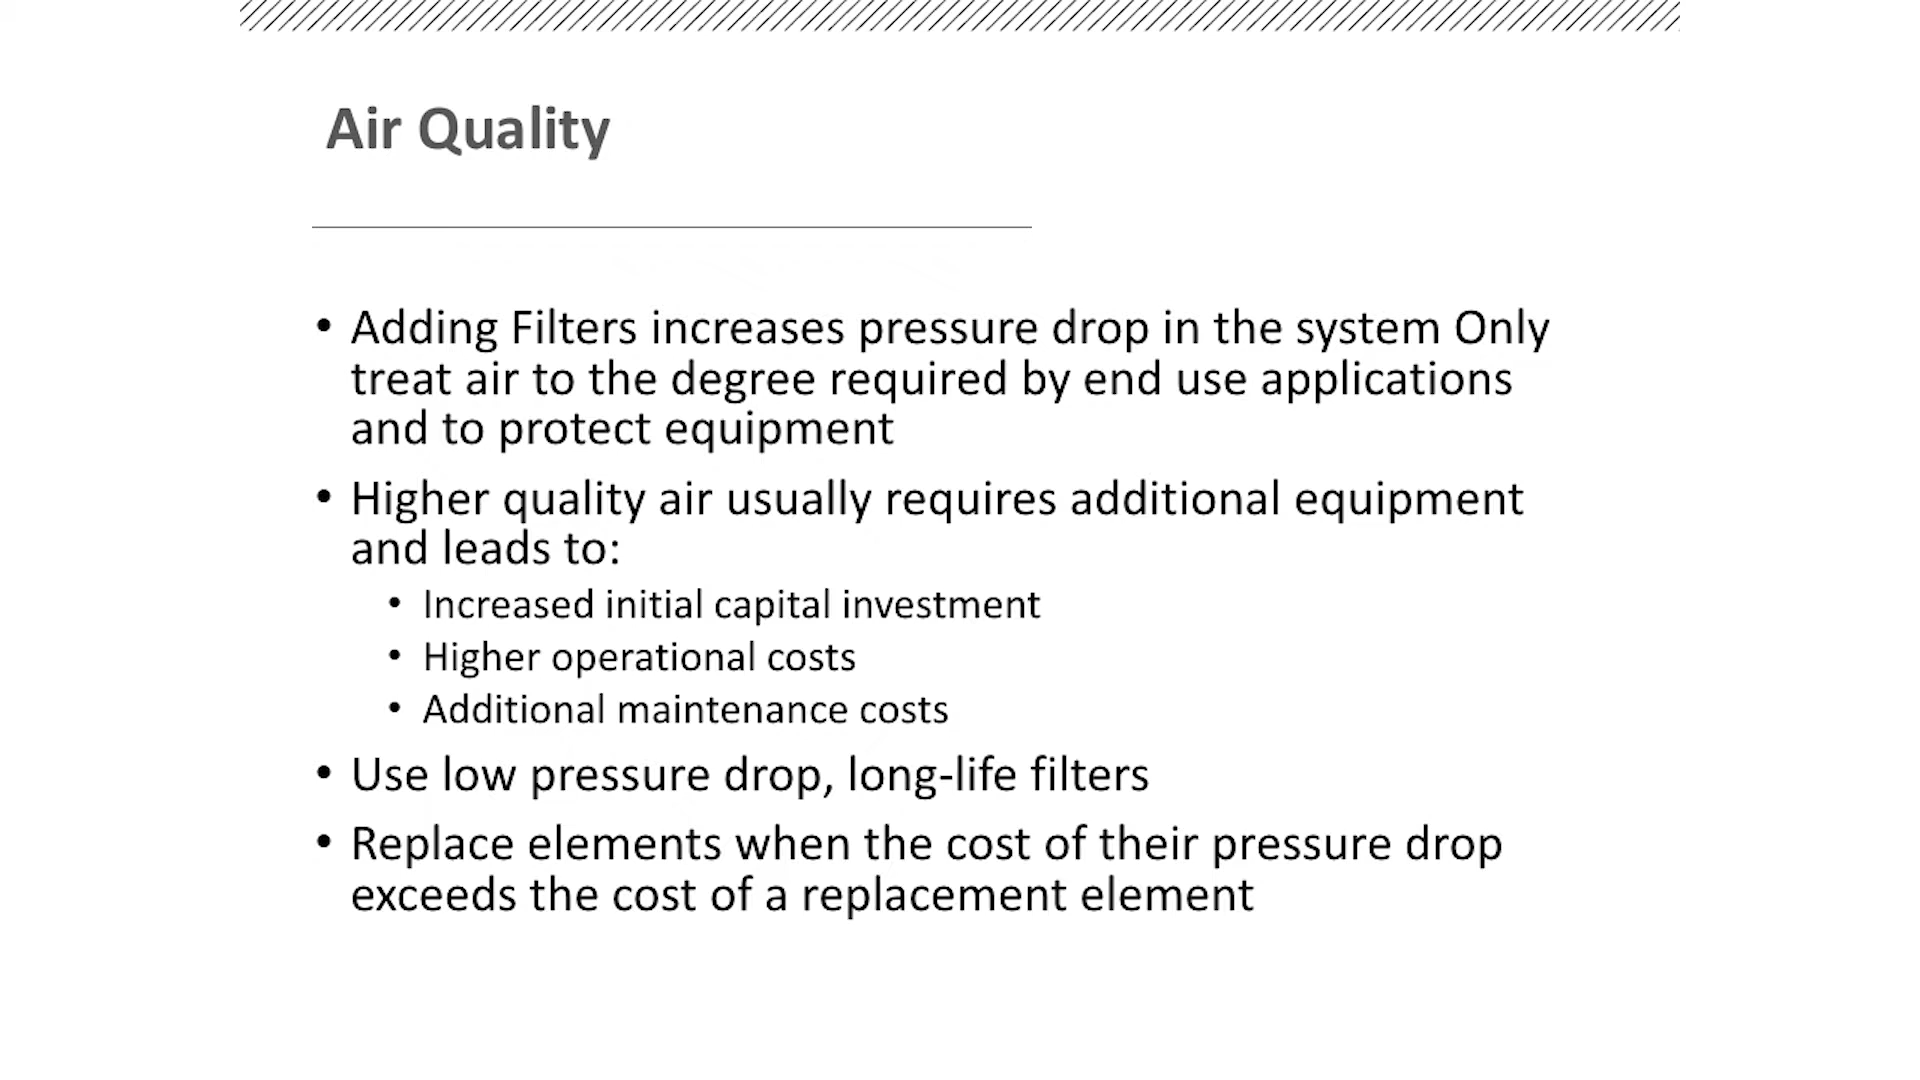 Air Quality
• Adding Filters increases pressure drop in the system Only
treat air to the degree required by end use applications
and to protect equipment
• Higher quality air usually requires additional equipment
and leads to:
• Increased initial capital investment
• Higher operational costs
• Additional maintenance costs
• Use low pressure drop, long-life filters
• Replace elements when the cost of their pressure drop
exceeds the cost of a replacement element